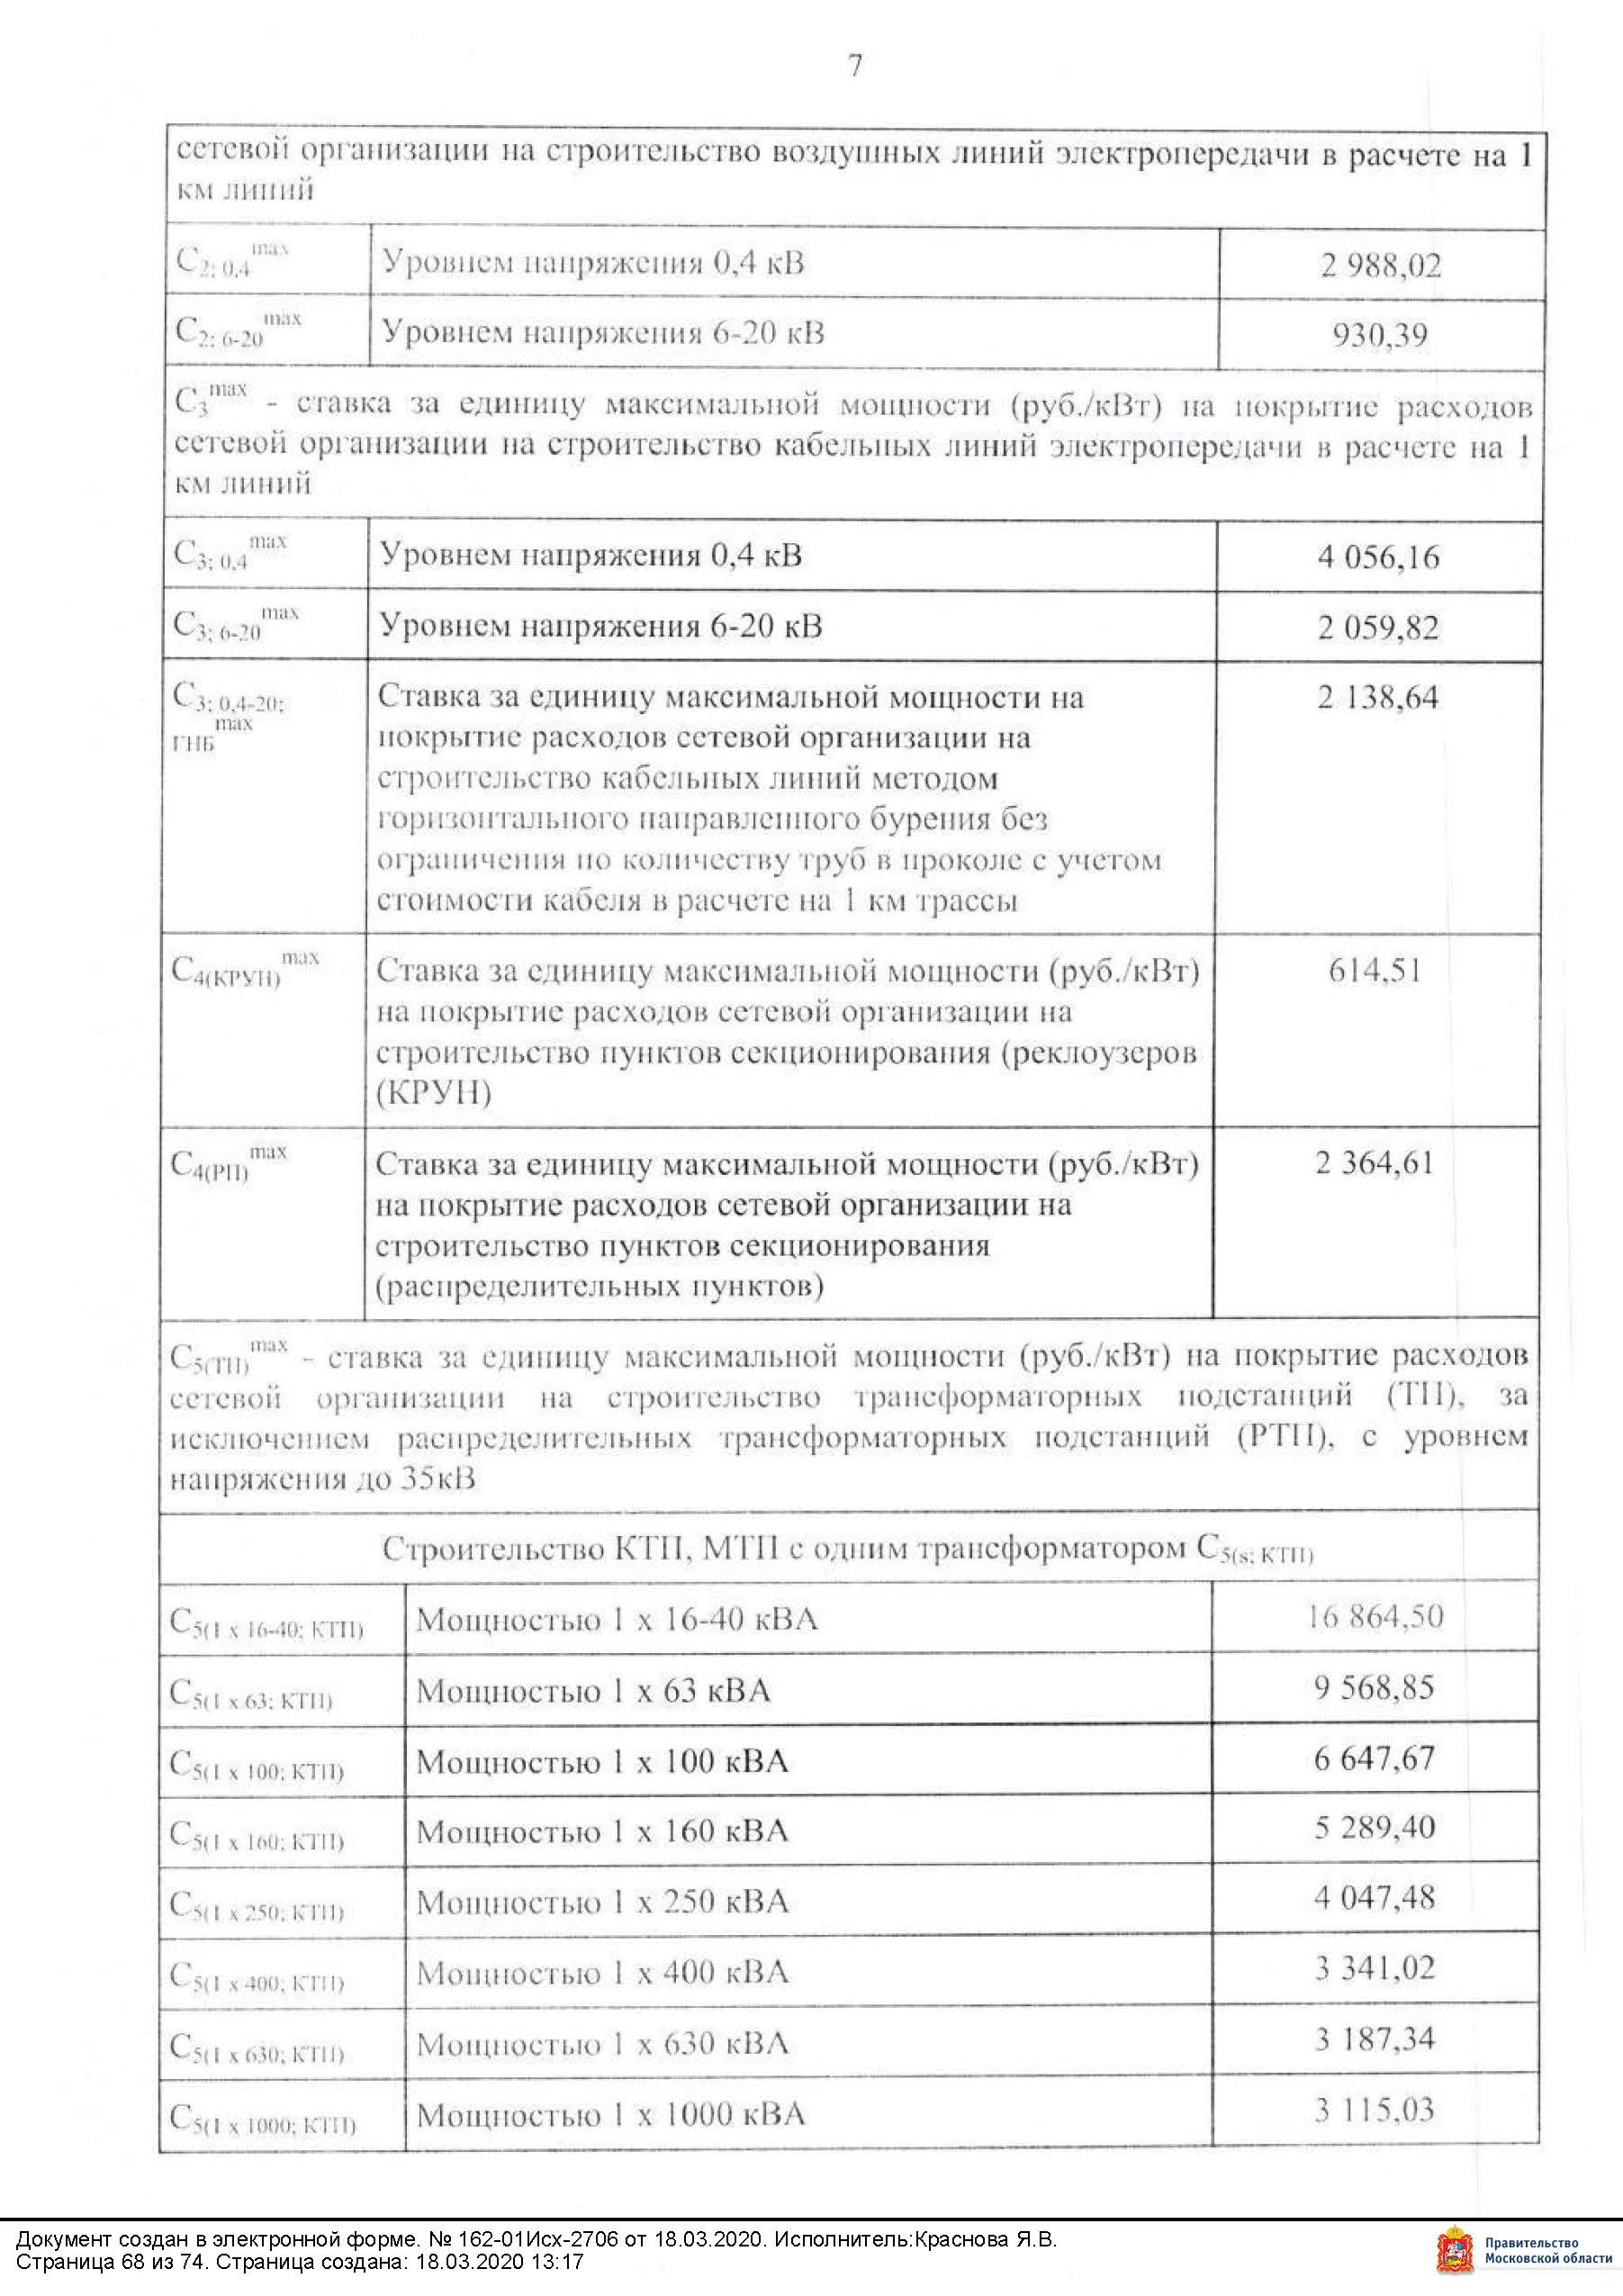 7
сетевой организации на строительство воздушных линий электропередачи в расчете на 1
км линий
C2; 0,4 max Уровнем напряжения 0,4 кВ 2 988,02
C2; 6-20 max Уровнем напряжения 6-20 кВ 930,39
C3 max - ставка за единицу максимальной мощности (руб./кВт) на покрытие расходов
сетевой организации на строительство кабельных линий электропередачи в расчете на 1
км линий
C3; 0,4 max Уровнем напряжения 0,4 кВ 4 056,16
C3; 6-20 max Уровнем напряжения 6-20 кВ 2 059,82
C3; 0,4-20; ГНБ max Ставка за единицу максимальной мощности на 2 138,64
покрытие расходов сетевой организации на
строительство кабельных линий методом
горизонтального направленного бурения без
ограничения по количеству труб в проколе с учетом
стоимости кабеля в расчете на 1 км трассы
C4(КРУН) max Ставка за единицу максимальной мощности (руб./кВт) 614,51
на покрытие расходов сетевой организации на
строительство пунктов секционирования (реклоузеров
(КРУН)
C4(РП) max Ставка за единицу максимальной мощности (руб./кВт) 2 364,61
на покрытие расходов сетевой организации на
строительство пунктов секционирования
(распределительных пунктов)
C5(ТП) max - ставка за единицу максимальной мощности (руб./кВт) на покрытие расходов
сетевой организации на строительство трансформаторных подстанций (ТП), за
исключением распределительных трансформаторных подстанций (РТП), с уровнем
напряжения до 35кВ
Строительство КТП, МТП с одним трансформатором C5(s; КТП)
C5(1 x 16-40; КТП) Мощностью 1 x 16-40 кВА 16 864,50
C5(1 x 63; КТП) Мощностью 1 x 63 кВА 9 568,85
C5(1 x 100; КТП) Мощностью 1 x 100 кВА 6 647,67
C5(1 x 160; КТП) Мощностью 1 x 160 кВА 5 289,40
C5(1 x 250; КТП) Мощностью 1 x 250 кВА 4 047,48
C5(1 x 400; КТП) Мощностью 1 x 400 кВА 3 341,02
C5(1 x 630; КТП) Мощностью 1 x 630 кВА 3 187,34
C5(1 x 1000; КТП) Мощностью 1 x 1000 кВА 3 115,03
Документ создан в электронной форме. № 162-01Исх-2706 от 18.03.2020. Исполнитель:Краснова Я.В.
Страница 68 из 74. Страница создана: 18.03.2020 13:17
Правительство
Московской области